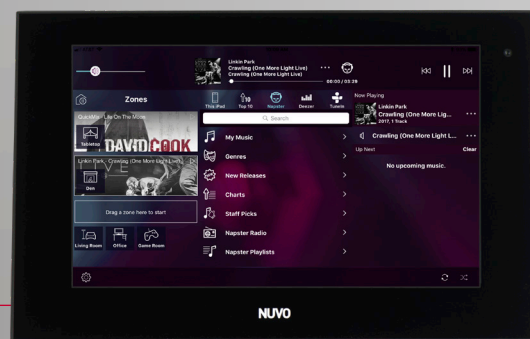 Linkin Park
Crawling (One More Light Live)
Crawling (One More Light Live)
00:00 / 03:29
Zones
This iPad
Top 10
Napster
Deezer
TuneIn
Now Playing
Linkin Park
Crawling (One More Lig...
2017, 1 Track
QuickMix - Life On The Moon
Search
Tabletop
DAVID COOK
My Music
Crawling (One More Light L...
Genres
Up Next
Clear
Linkin Park - Crawling (One More Light Live)
No upcoming music.
LIVE
New Releases
Den
Charts
Drag a zone here to start
Staff Picks
Napster Radio
Living Room
Office
Game Room
Napster Playlists
NUVO